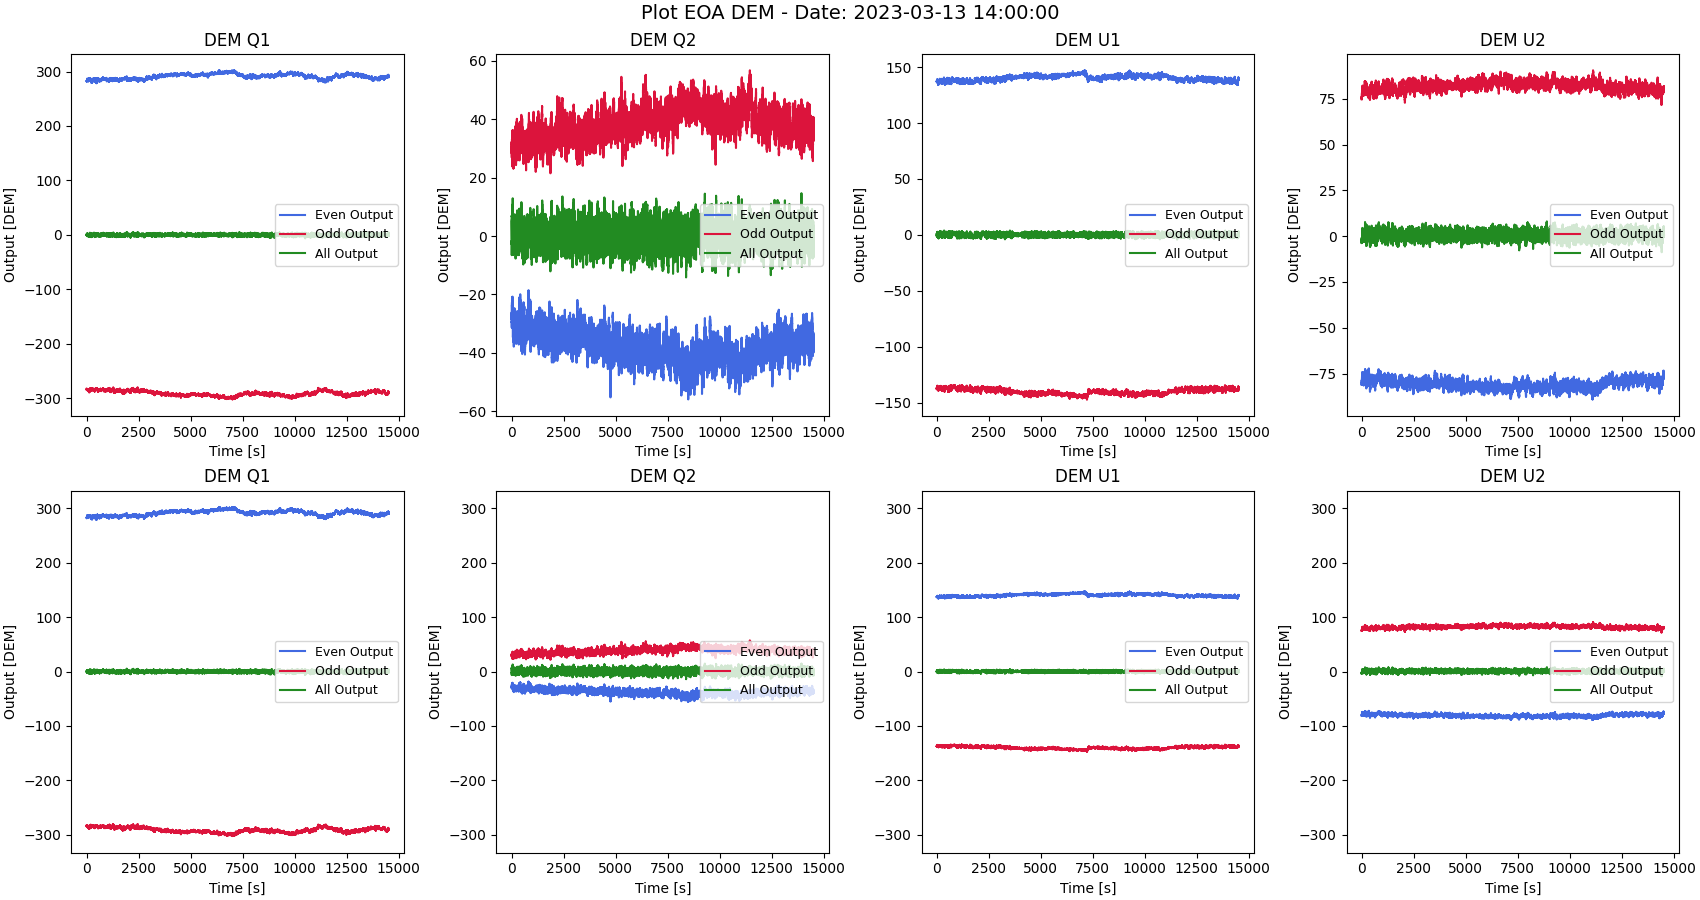 Plot EOA DEM - Date: 2023-03-13 14:00:00
DEM Q1
Output [DEM]
300
200
100
0
−100
−200
−300
0 2500 5000 7500 10000 12500 15000
Time [s]
Even Output
Odd Output
All Output
DEM Q2
Output [DEM]
60
40
20
0
−20
−40
−60
0 2500 5000 7500 10000 12500 15000
Time [s]
Even Output
Odd Output
All Output
DEM U1
Output [DEM]
150
100
50
0
−50
−100
−150
0 2500 5000 7500 10000 12500 15000
Time [s]
Even Output
Odd Output
All Output
DEM U2
Output [DEM]
75
50
25
0
−25
−50
−75
0 2500 5000 7500 10000 12500 15000
Time [s]
Even Output
Odd Output
All Output
DEM Q1
Output [DEM]
300
200
100
0
−100
−200
−300
0 2500 5000 7500 10000 12500 15000
Time [s]
Even Output
Odd Output
All Output
DEM Q2
Output [DEM]
300
200
100
0
−100
−200
−300
0 2500 5000 7500 10000 12500 15000
Time [s]
Even Output
Odd Output
All Output
DEM U1
Output [DEM]
300
200
100
0
−100
−200
−300
0 2500 5000 7500 10000 12500 15000
Time [s]
Even Output
Odd Output
All Output
DEM U2
Output [DEM]
300
200
100
0
−100
−200
−300
0 2500 5000 7500 10000 12500 15000
Time [s]
Even Output
Odd Output
All Output